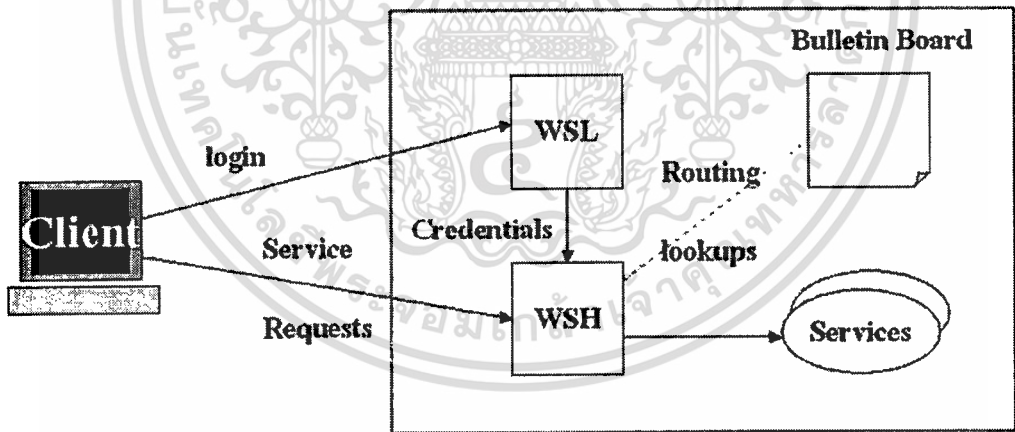 Bulletin Board
WSL
login
Routing
Client
Credentials
Service
lookups
WSH
Requests
Services